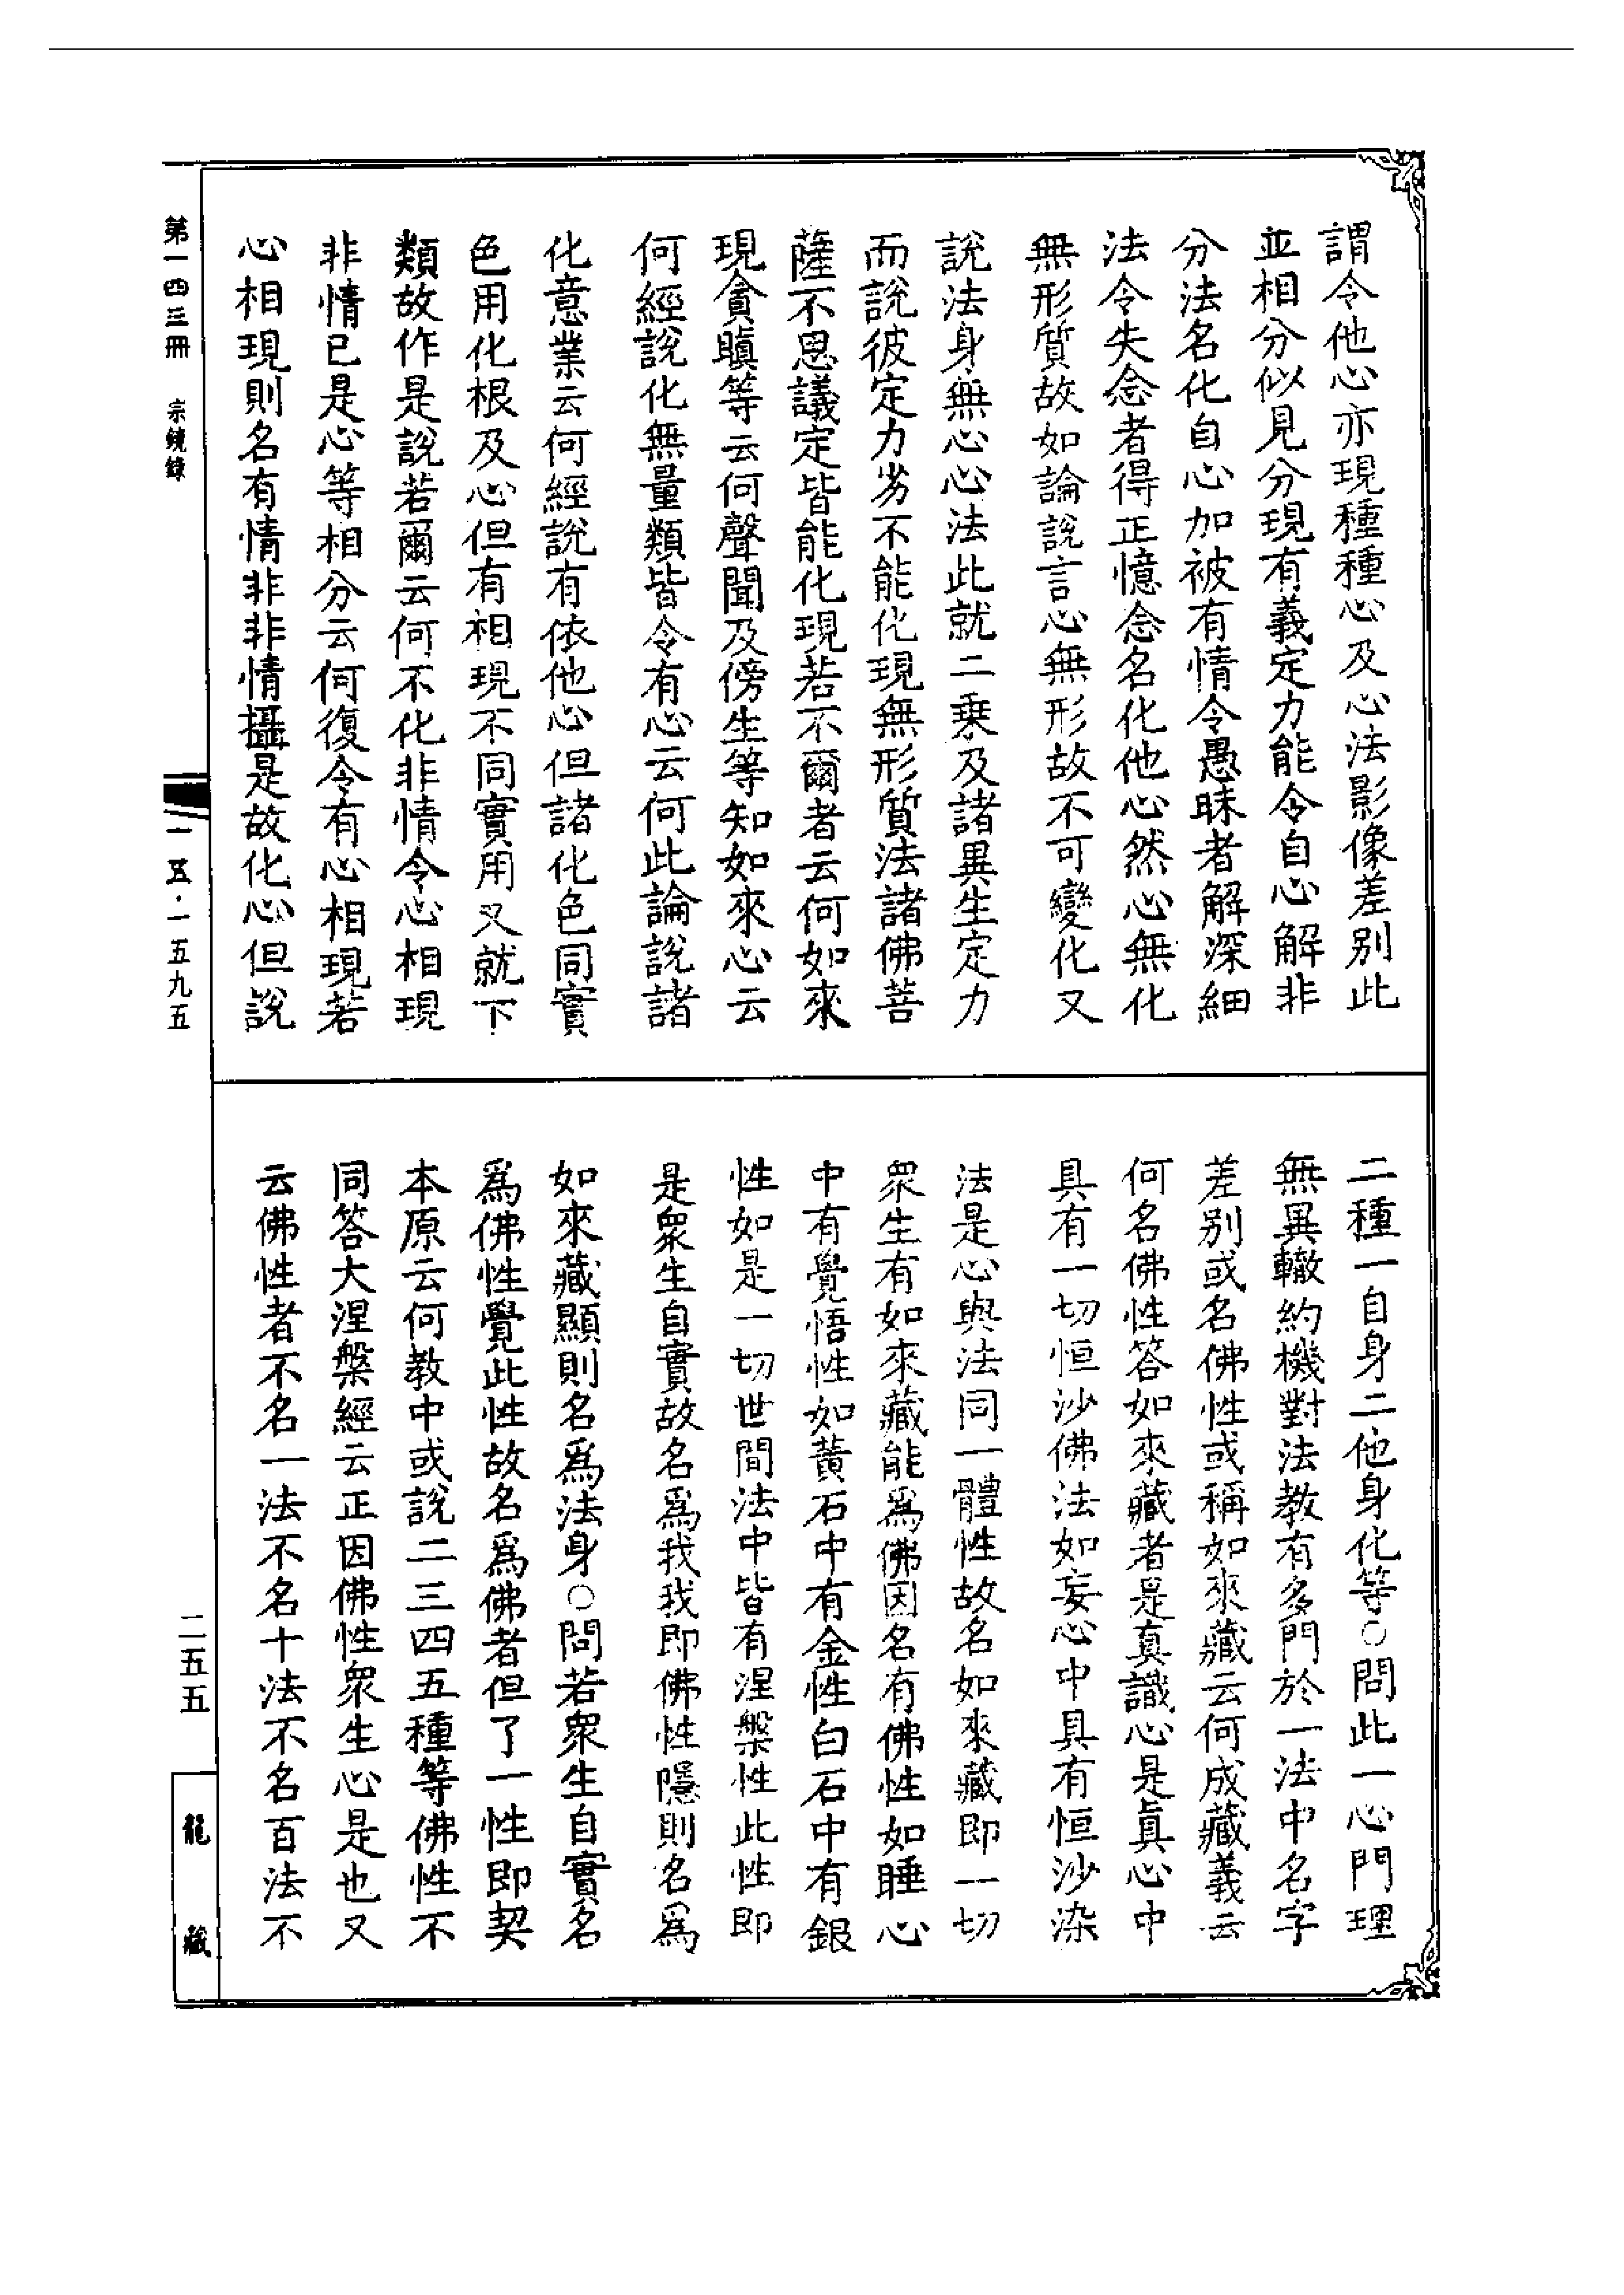 謂令他心亦現種種心及心法影像差別此
並相分似見分現有義定力能令自心解非
分法名化自心加被有情令愚昧者解深細
法令失念者得正憶念名化他心然心無化
無形質故如論說言心無形故不可變化又
說法身無心心法此就二乘及諸異生定力
而說彼定力劣不能化現無形質法諸佛菩
薩不思議定皆能化現若不爾者云何如來
現貪瞋等云何聲聞及傍生等知如來心云
何經說化無量類皆令有心云何此論說諸
化意業云何經說有依他心但諸化色同實
色用化根及心但有相現不同實用又就下
類故作是說若爾云何不化非情令心相現
非情已是心等相分云何復令有心相現若
心相現則名有情非非情攝是故化心但說
二種一自身二他身化等○問此一心門理
無異轍約機對法教有多門於一法中名字
差別或名佛性或稱如來藏云何成藏義云
何名佛性答如來藏者是真識心是眞心中
具有一切恒沙佛法如妄心中具有恒沙染
法是心與法同一體性故名如來藏即一切
眾生有如來藏能為佛因名有佛性如睡心
中有覺悟性如黃石中有金性白石中有銀
性如是一切世間法中皆有涅槃性此性即
是眾生自實故名為我我即佛性隱則名為
如來藏顯則名為法身○問若眾生自實名
為佛性覺此性故名為佛者但了一性即契
本原云何教中或說二三四五種等佛性不
同答大涅槃經云正因佛性眾生心是也又
云佛性者不名一法不名十法不名百法不
第一四三冊 宗鏡錄
一五·一五九五
二五五
龍藏